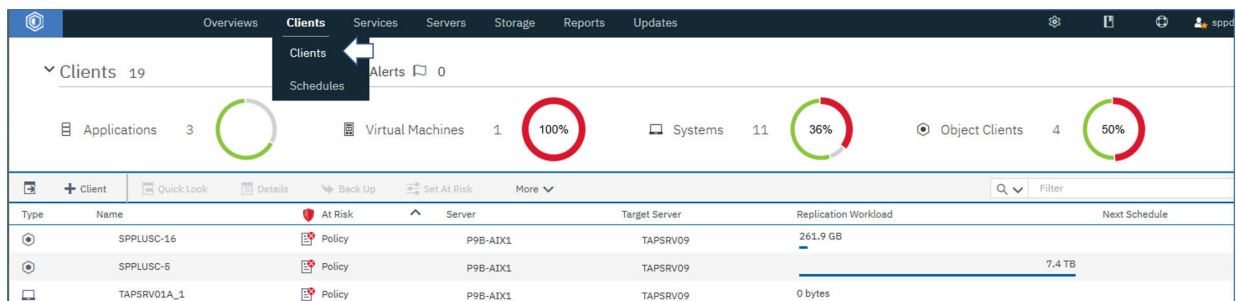 Overviews Clients Services Servers Storage Reports Updates sppd
Clients
Schedules
Clients 19 Alerts 0
Applications 3 Virtual Machines 1 100% Systems 11 36% Object Clients 4 50%
Client Quick Look Details Back Up Set At Risk More Filter
Type Name At Risk Server Target Server Replication Workload Next Schedule
SPPLUSC-16 Policy P9B-AIX1 TAPSRV09 261.9 GB
SPPLUSC-5 Policy P9B-AIX1 TAPSRV09 7.4 TB
TAPSRV01A_1 Policy P9B-AIX1 TAPSRV09 0 bytes